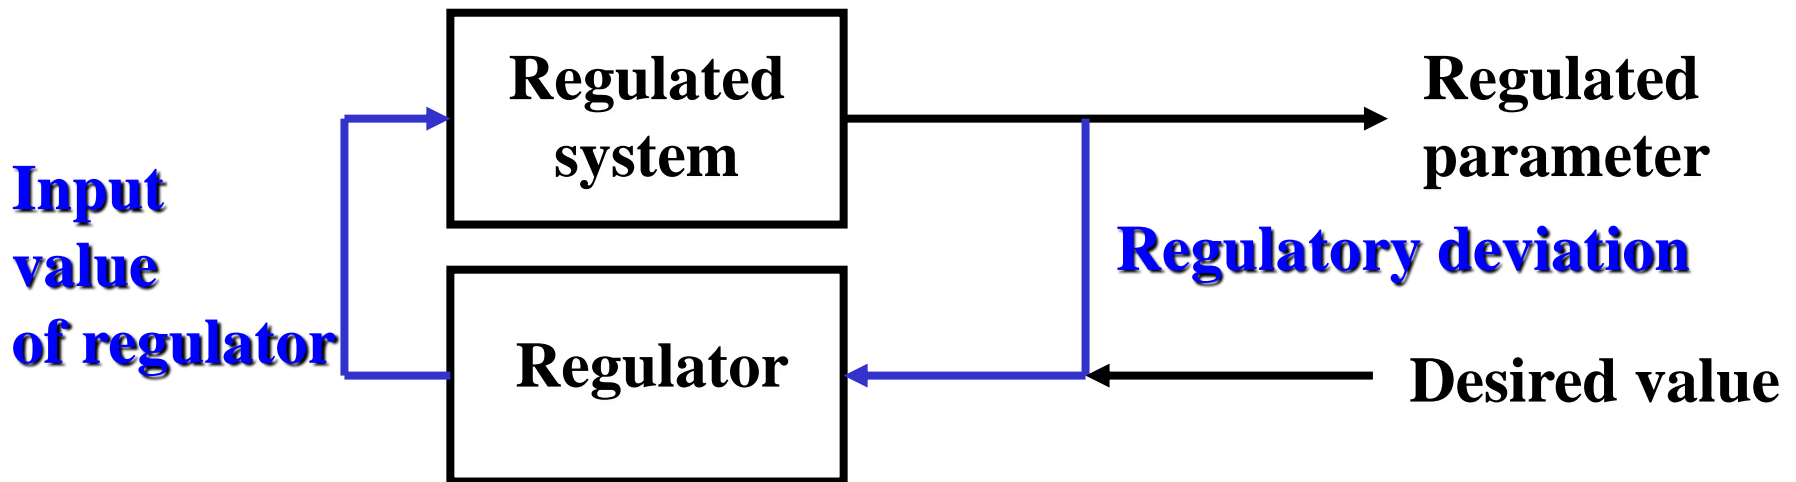 Regulated
system
Regulated
parameter
Input
value
of regulator
Regulatory deviation
Regulator
Desired value